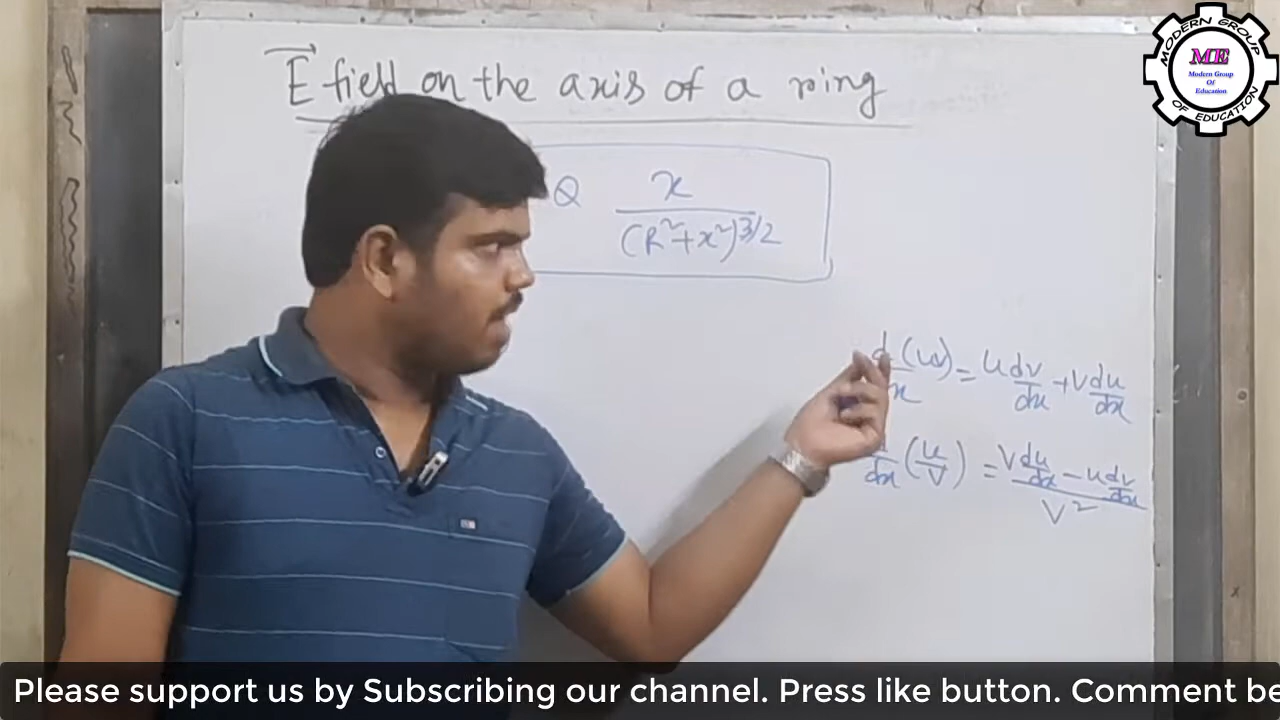 E field on the axis of a ring
Q x
(R²+x²)3/2
d (uv) = u dv + v du
x dx dx
d (u) = v du - u dv
dx v dx dx
v²
MODERN GROUP
ME
Modern Group
Of
Education
OF EDUCATION
Please support us by Subscribing our channel. Press like button. Comment be